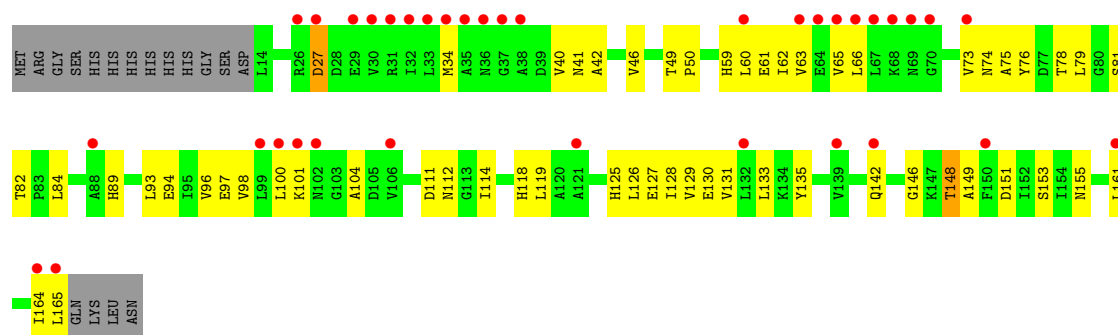 MET ARG GLY SER HIS HIS HIS HIS HIS HIS GLY SER ASP L14 R26 D27 D28 E29 V30 R31 I32 L33 M34 A35 N36 G37 A38 D39 V40 N41 A42 V46 T49 P50 H59 L60 E61 I62 V63 E64 V65 L66 L67 K68 N69 G70 V73 N74 A75 Y76 D77 T78 L79 G80 S81
T82 P83 L84 A88 H89 L93 E94 I95 V96 E97 V98 L99 L100 K101 N102 G103 A104 D105 V106 D111 N112 G113 I114 H118 L119 A120 A121 H125 L126 E127 I128 V129 E130 V131 L132 L133 K134 Y135 V139 Q142 G146 K147 T148 A149 F150 D151 I152 S153 I154 N155 L161
I164 L165 GLN LYS LEU ASN